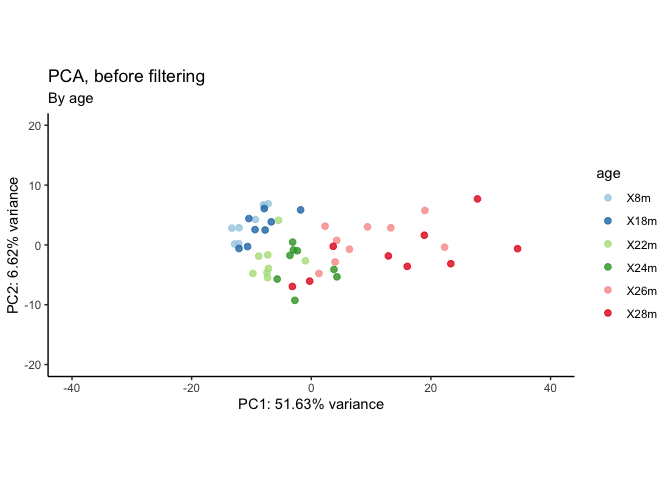 PCA, before filtering
By age
20
10
0
-10
-20
PC2: 6.62% variance
-40
-20
0
20
40
PC1: 51.63% variance
age
X8m
X18m
X22m
X24m
X26m
X28m